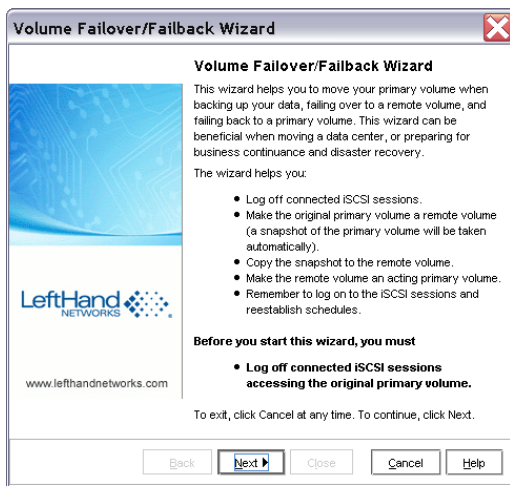 Volume Failover/Failback Wizard
Volume Failover/Failback Wizard
This wizard helps you to move your primary volume when
backing up your data, failing over to a remote volume, and
failing back to a primary volume. This wizard can be
beneficial when moving a data center, or preparing for
business continuance and disaster recovery.
The wizard helps you:
• Log off connected iSCSI sessions.
• Make the original primary volume a remote volume
(a snapshot of the primary volume will be taken
automatically).
• Copy the snapshot to the remote volume.
• Make the remote volume an acting primary volume.
• Remember to log on to the iSCSI sessions and
reestablish schedules.
Before you start this wizard, you must
• Log off connected iSCSI sessions
accessing the original primary volume.
To exit, click Cancel at any time. To continue, click Next.
LeftHand
NETWORKS
www.lefthandnetworks.com
Back Next Close Cancel Help